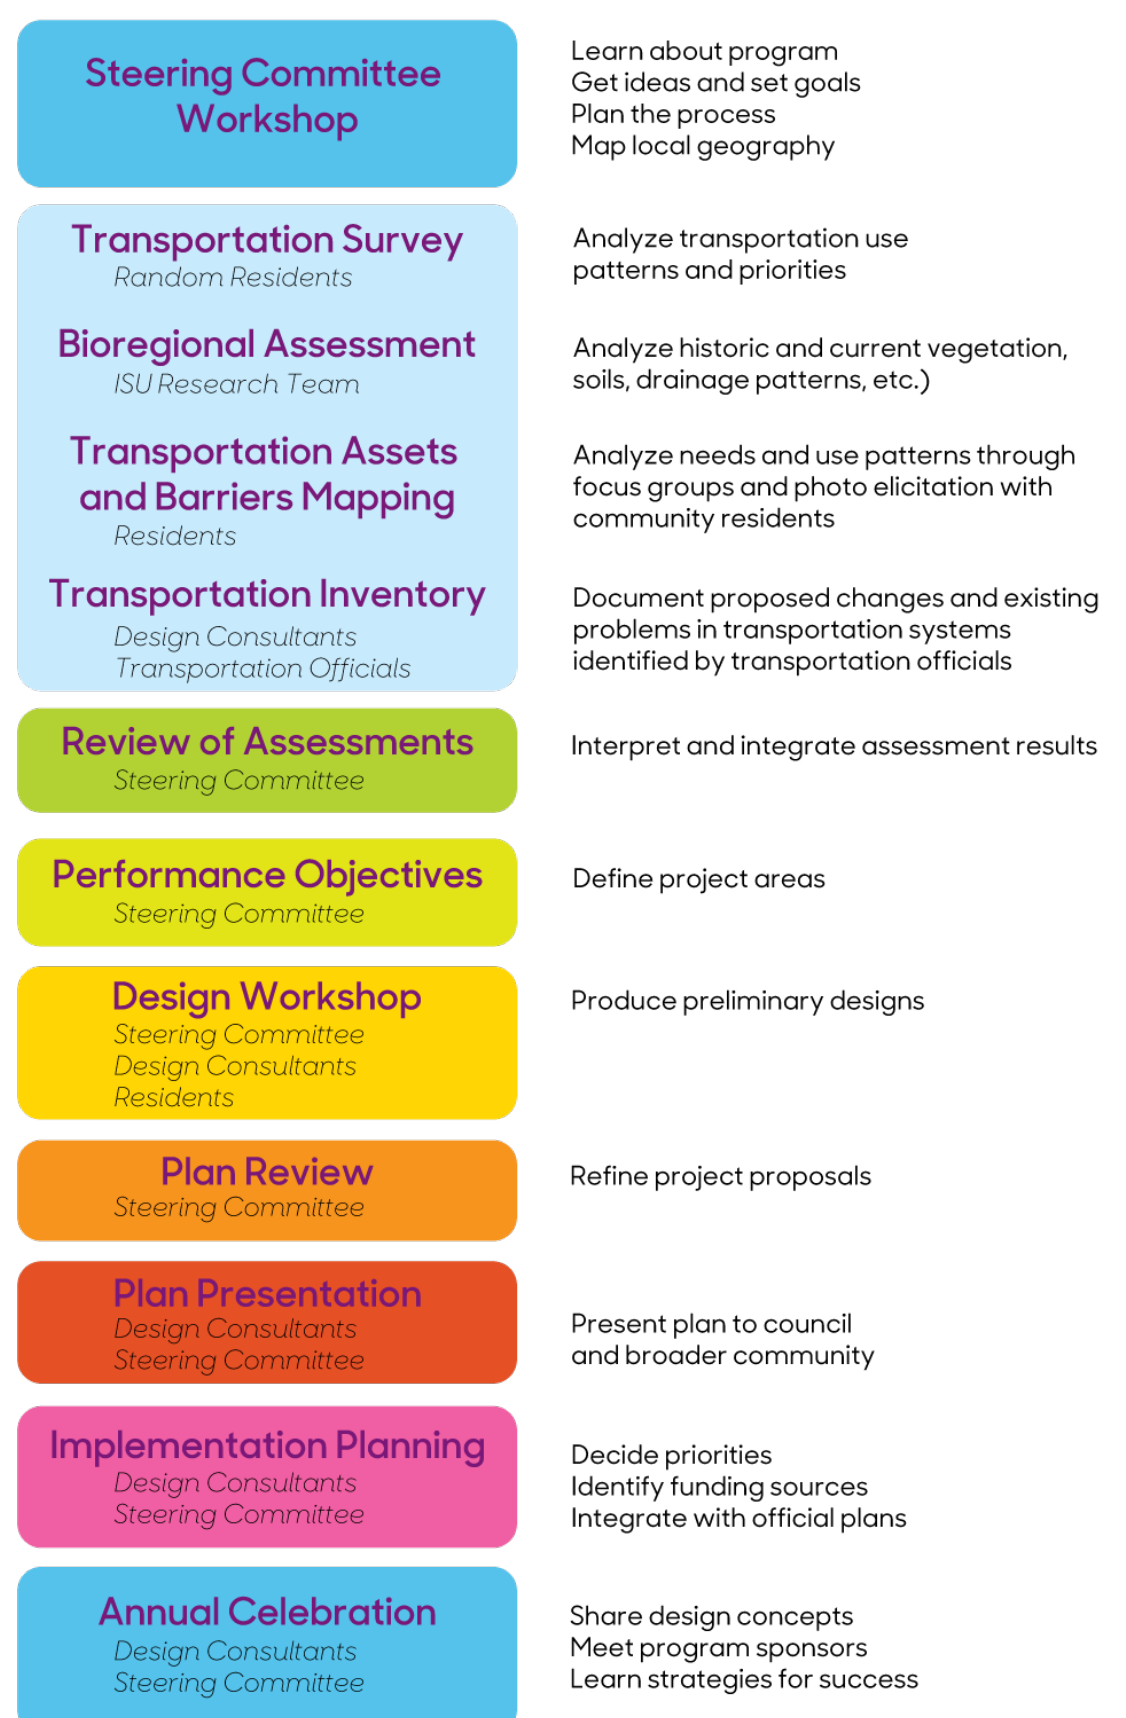 Steering Committee
Workshop
Learn about program
Get ideas and set goals
Plan the process
Map local geography
Transportation Survey
Random Residents
Analyze transportation use
patterns and priorities
Bioregional Assessment
ISU Research Team
Analyze historic and current vegetation,
soils, drainage patterns, etc.)
Transportation Assets
and Barriers Mapping
Residents
Analyze needs and use patterns through
focus groups and photo elicitation with
community residents
Transportation Inventory
Design Consultants
Transportation Officials
Document proposed changes and existing
problems in transportation systems
identified by transportation officials
Review of Assessments
Steering Committee
Interpret and integrate assessment results
Performance Objectives
Steering Committee
Define project areas
Design Workshop
Steering Committee
Design Consultants
Residents
Produce preliminary designs
Plan Review
Steering Committee
Refine project proposals
Plan Presentation
Design Consultants
Steering Committee
Present plan to council
and broader community
Implementation Planning
Design Consultants
Steering Committee
Decide priorities
Identify funding sources
Integrate with official plans
Annual Celebration
Design Consultants
Steering Committee
Share design concepts
Meet program sponsors
Learn strategies for success